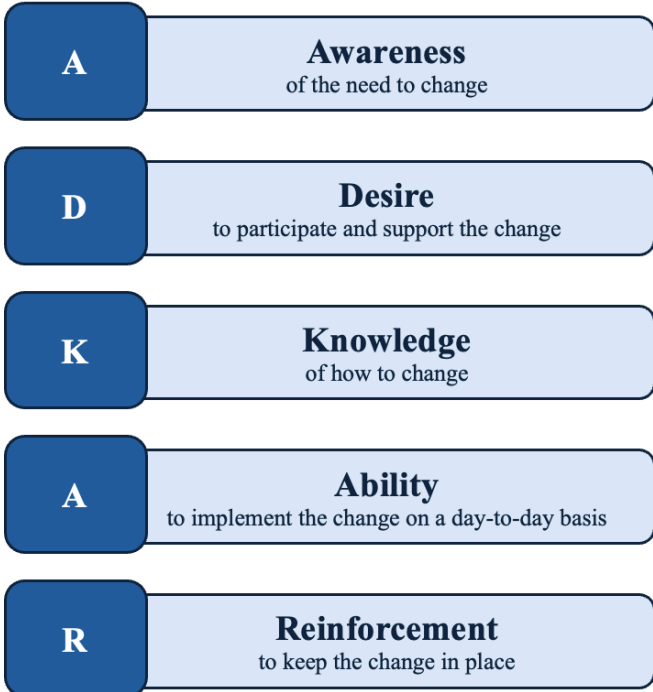 A
Awareness
of the need to change
D
Desire
to participate and support the change
K
Knowledge
of how to change
A
Ability
to implement the change on a day-to-day basis
R
Reinforcement
to keep the change in place